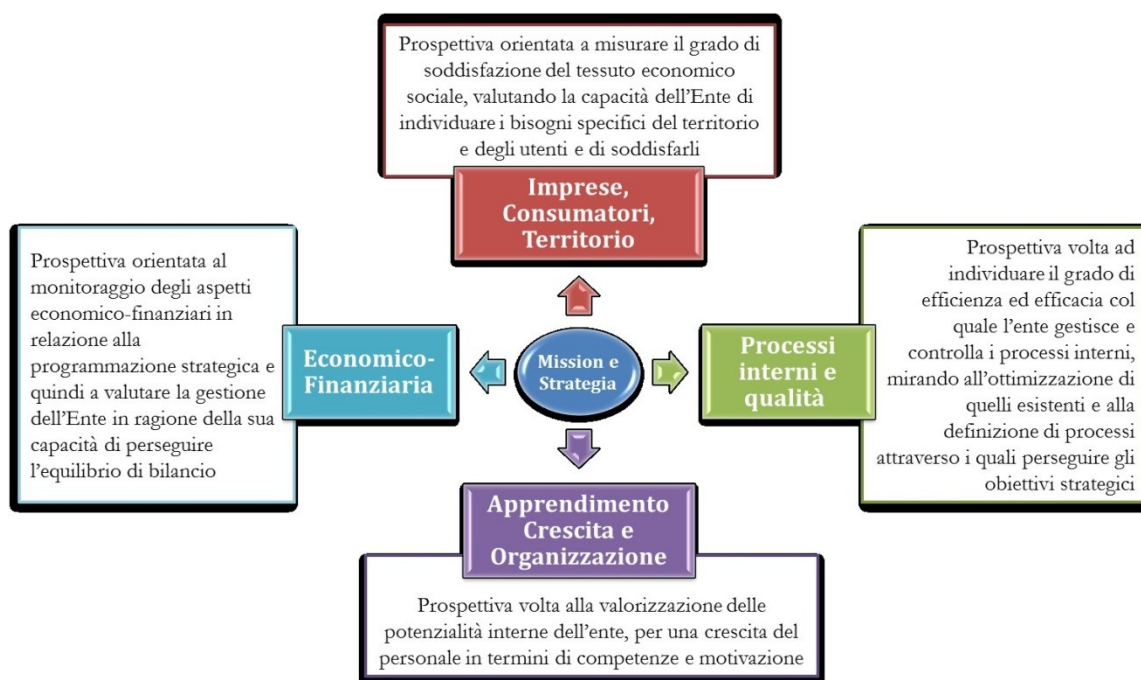 Prospettiva orientata a misurare il grado di
soddisfazione del tessuto economico
sociale, valutando la capacità dell'Ente di
individuare i bisogni specifici del territorio
e degli utenti e di soddisfarli
Imprese,
Consumatori,
Territorio
Prospettiva orientata al
monitoraggio degli aspetti
economico-finanziari in
relazione alla
programmazione strategica e
quindi a valutare la gestione
dell'Ente in ragione della sua
capacità di perseguire
l'equilibrio di bilancio
Economico-
Finanziaria
Mission e
Strategia
Processi
interni e
qualità
Prospettiva volta ad
individuare il grado di
efficienza ed efficacia col
quale l'ente gestisce e
controlla i processi interni,
mirando all'ottimizzazione di
quelli esistenti e alla
definizione di processi
attraverso i quali perseguire gli
obiettivi strategici
Apprendimento
Crescita e
Organizzazione
Prospettiva volta alla valorizzazione delle
potenzialità interne dell'ente, per una crescita del
personale in termini di competenze e motivazione